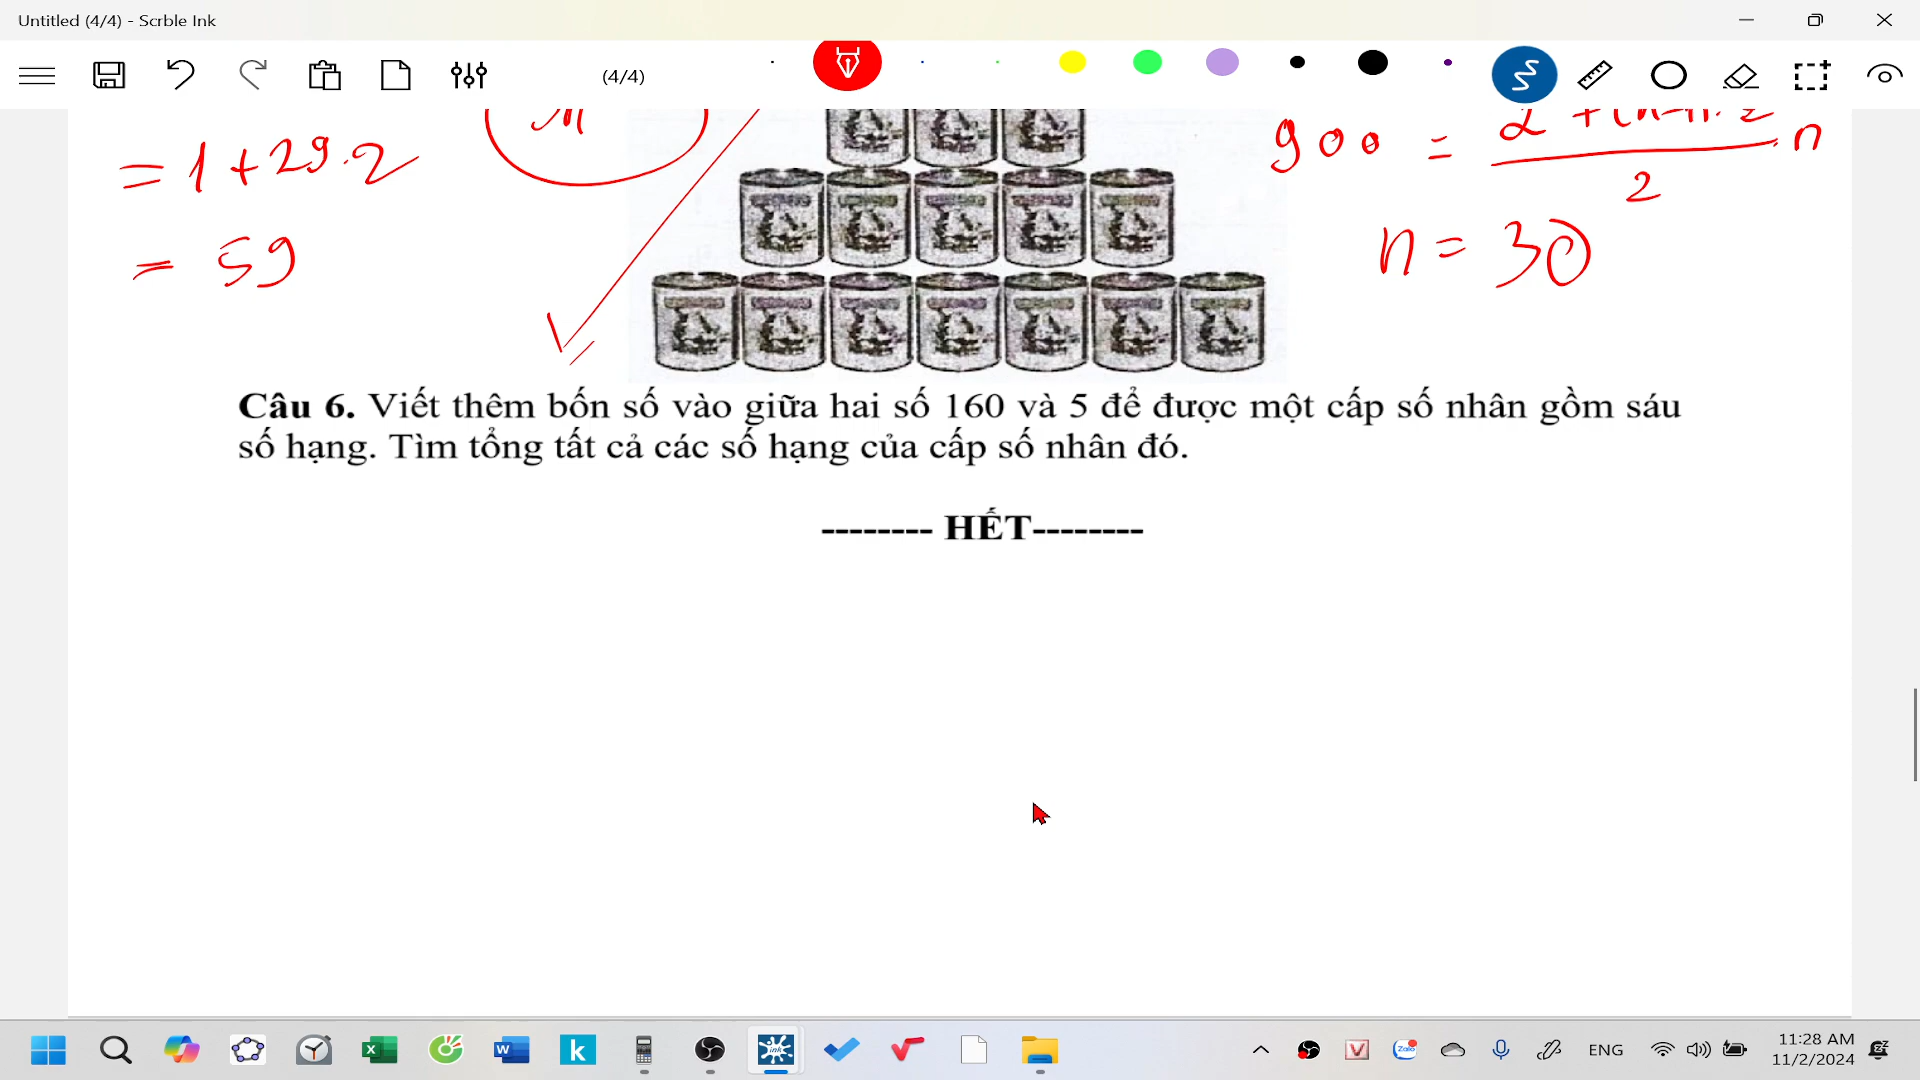 Untitled (4/4) - Scrble Ink
(4/4)
= 1 + 29.2
= 59
900 = 2 + (n-1).2 . n
2
n = 30
Câu 6. Viết thêm bốn số vào giữa hai số 160 và 5 để được một cấp số nhân gồm sáu
số hạng. Tìm tổng tất cả các số hạng của cấp số nhân đó.
-------- HẾT--------
ENG
11:28 AM
11/2/2024